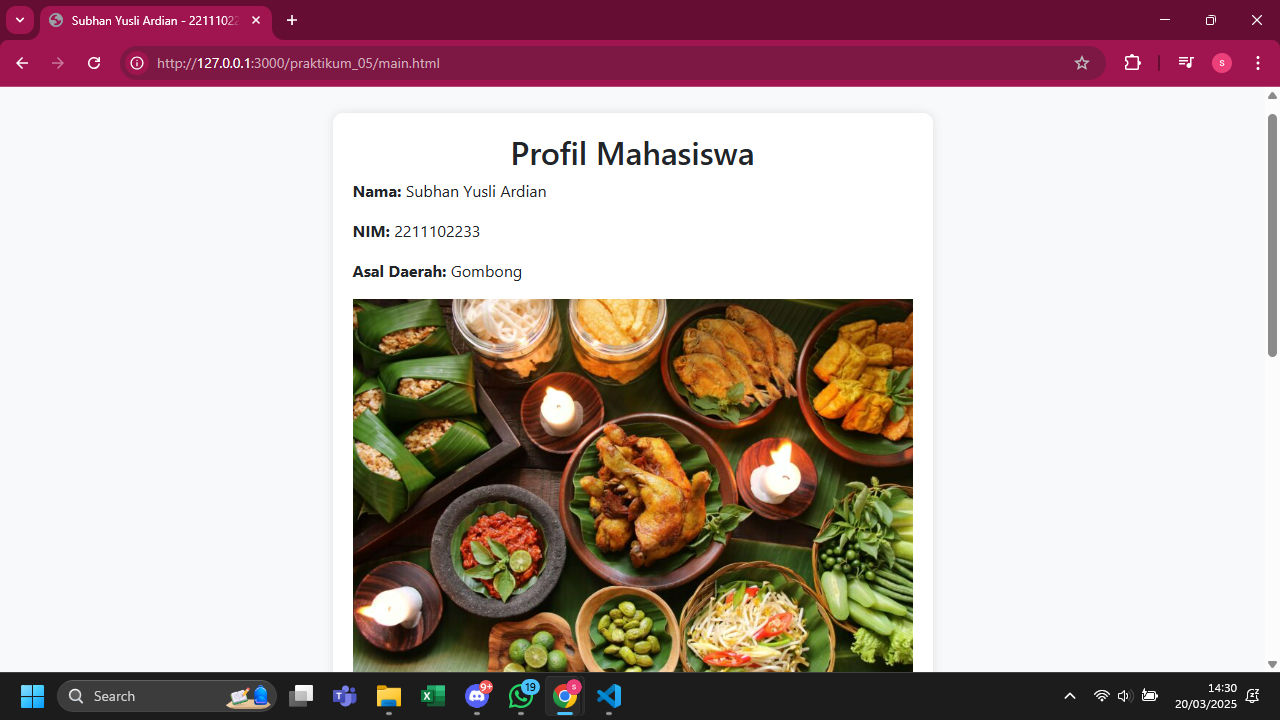 Subhan Yusli Ardian - 22111022
http://127.0.0.1:3000/praktikum_05/main.html
s
Profil Mahasiswa
Nama: Subhan Yusli Ardian
NIM: 2211102233
Asal Daerah: Gombong
Search
9+
19
s
14:30
20/03/2025